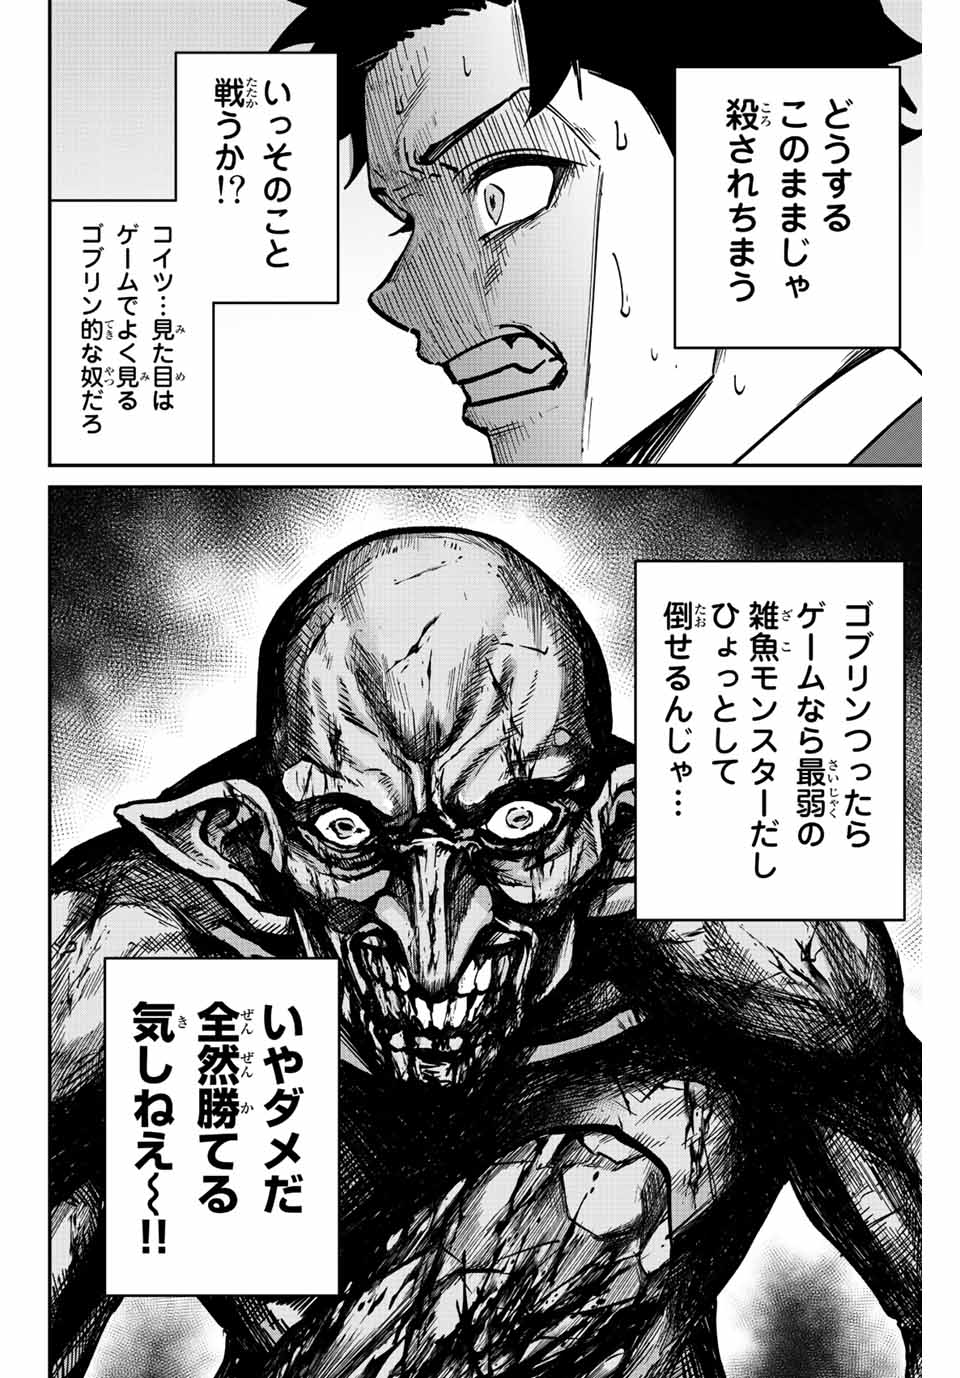 どうする
このままじゃ
殺されちまう
いっそのこと
戦うか!?
コイツ…見た目は
ゲームでよく見る
ゴブリン的な奴だろ
ゴブリンつったら
ゲームなら最弱の
雑魚モンスターだし
ひょっとして
倒せるんじゃ…
いやダメだ
全然勝てる
気しねえ〜!!